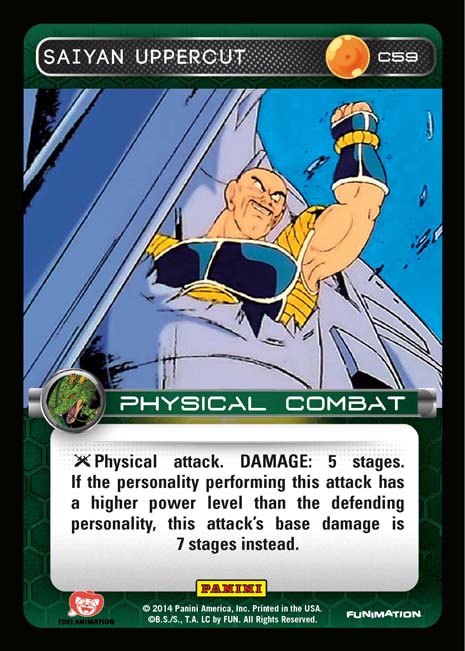 SAIYAN UPPERCUT C59
PHYSICAL COMBAT
Physical attack. DAMAGE: 5 stages.
If the personality performing this attack has
a higher power level than the defending
personality, this attack's base damage is
7 stages instead.
PANINI
© 2014 Panini America, Inc. Printed in the USA.
©B.S./S., T.A. LC by FUN. All Rights Reserved.
TOEI ANIMATION
FUNIMATION